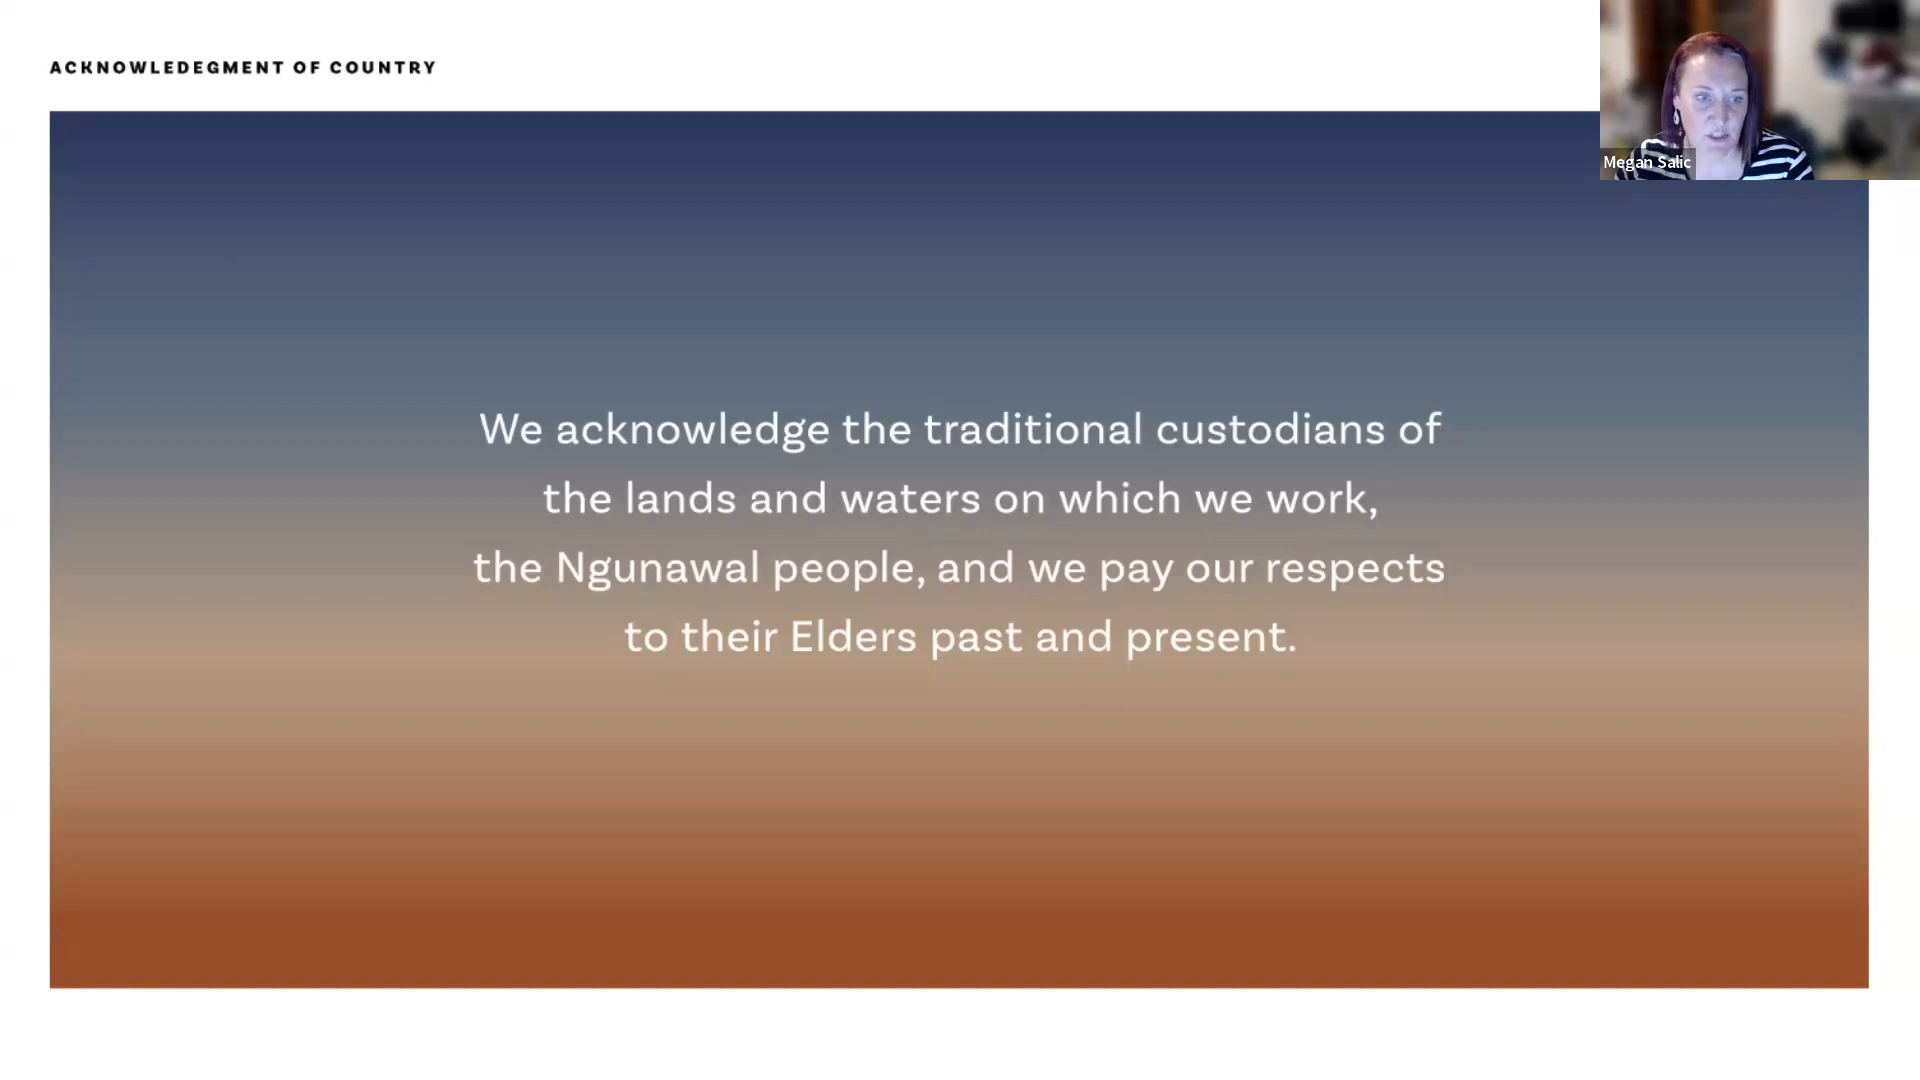 ACKNOWLEDEGMENT OF COUNTRY
Megan Salic
We acknowledge the traditional custodians of
the lands and waters on which we work,
the Ngunawal people, and we pay our respects
to their Elders past and present.